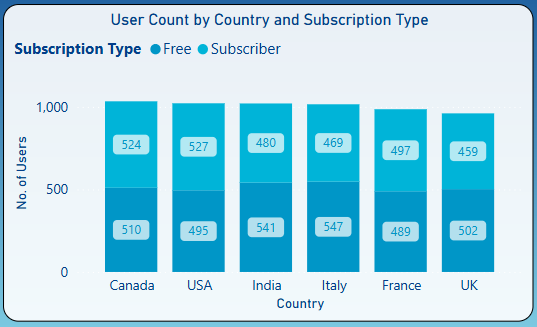 User Count by Country and Subscription Type
Subscription Type Free Subscriber
No. of Users
1,000
500
0
524 527 480 469 497 459
510 495 541 547 489 502
Canada USA India Italy France UK
Country